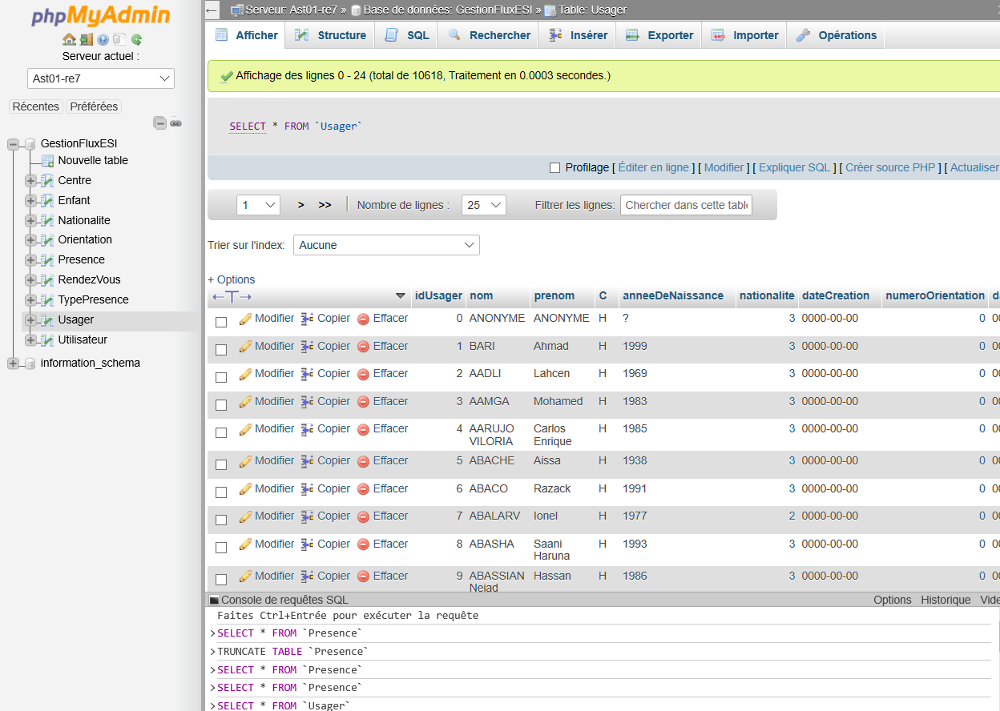 phpMyAdmin
Serveur actuel :
Ast01-re7
Récentes Préférées
GestionFluxESI
Nouvelle table
Centre
Enfant
Nationalite
Orientation
Presence
RendezVous
TypePresence
Usager
Utilisateur
information_schema
Serveur: Ast01-re7 » Base de données: GestionFluxESI » Table: Usager
Afficher Structure SQL Rechercher Insérer Exporter Importer Opérations
Affichage des lignes 0 - 24 (total de 10618, Traitement en 0.0003 secondes.)
SELECT * FROM `Usager`
Profilage [ Éditer en ligne ] [ Modifier ] [ Expliquer SQL ] [ Créer source PHP ] [ Actualiser
1 > >> Nombre de lignes : 25 Filtrer les lignes: Chercher dans cette table
Trier sur l'index: Aucune
+ Options
←T→ idUsager nom prenom C anneeDeNaissance nationalite dateCreation numeroOrientation
Modifier Copier Effacer 0 ANONYME ANONYME H ? 3 0000-00-00 0
Modifier Copier Effacer 1 BARI Ahmad H 1999 3 0000-00-00 0
Modifier Copier Effacer 2 AADLI Lahcen H 1969 3 0000-00-00 0
Modifier Copier Effacer 3 AAMGA Mohamed H 1983 3 0000-00-00 0
Modifier Copier Effacer 4 AARUJO Carlos H 1985 3 0000-00-00 0
VILORIA Enrique
Modifier Copier Effacer 5 ABACHE Aissa H 1938 3 0000-00-00 0
Modifier Copier Effacer 6 ABACO Razack H 1991 3 0000-00-00 0
Modifier Copier Effacer 7 ABALARV Ionel H 1977 2 0000-00-00 0
Modifier Copier Effacer 8 ABASHA Saani H 1993 3 0000-00-00 0
Haruna
Modifier Copier Effacer 9 ABASSIAN Hassan H 1986 3 0000-00-00 0
Nejad
Console de requêtes SQL Options Historique Vide
Faites Ctrl+Entrée pour exécuter la requête
>SELECT * FROM `Presence`
>TRUNCATE TABLE `Presence`
>SELECT * FROM `Presence`
>SELECT * FROM `Presence`
>SELECT * FROM `Usager`